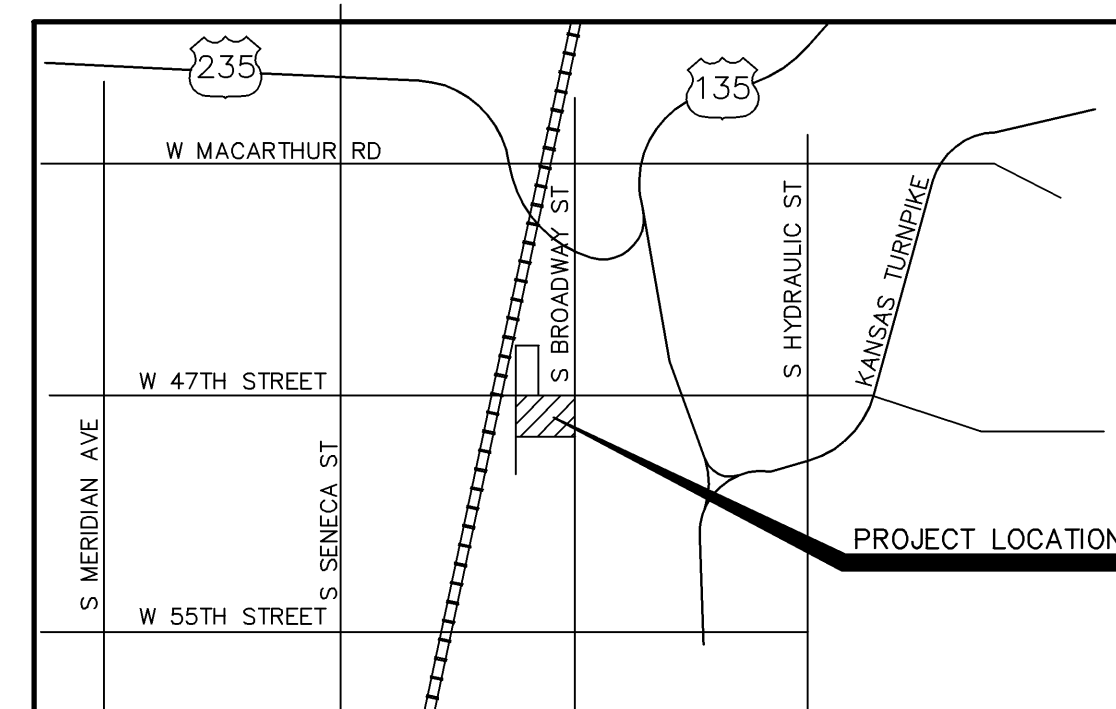 235
135
W MACARTHUR RD
S BROADWAY ST
S HYDRAULIC ST
KANSAS TURNPIKE
W 47TH STREET
S MERIDIAN AVE
S SENECA ST
PROJECT LOCATION
W 55TH STREET